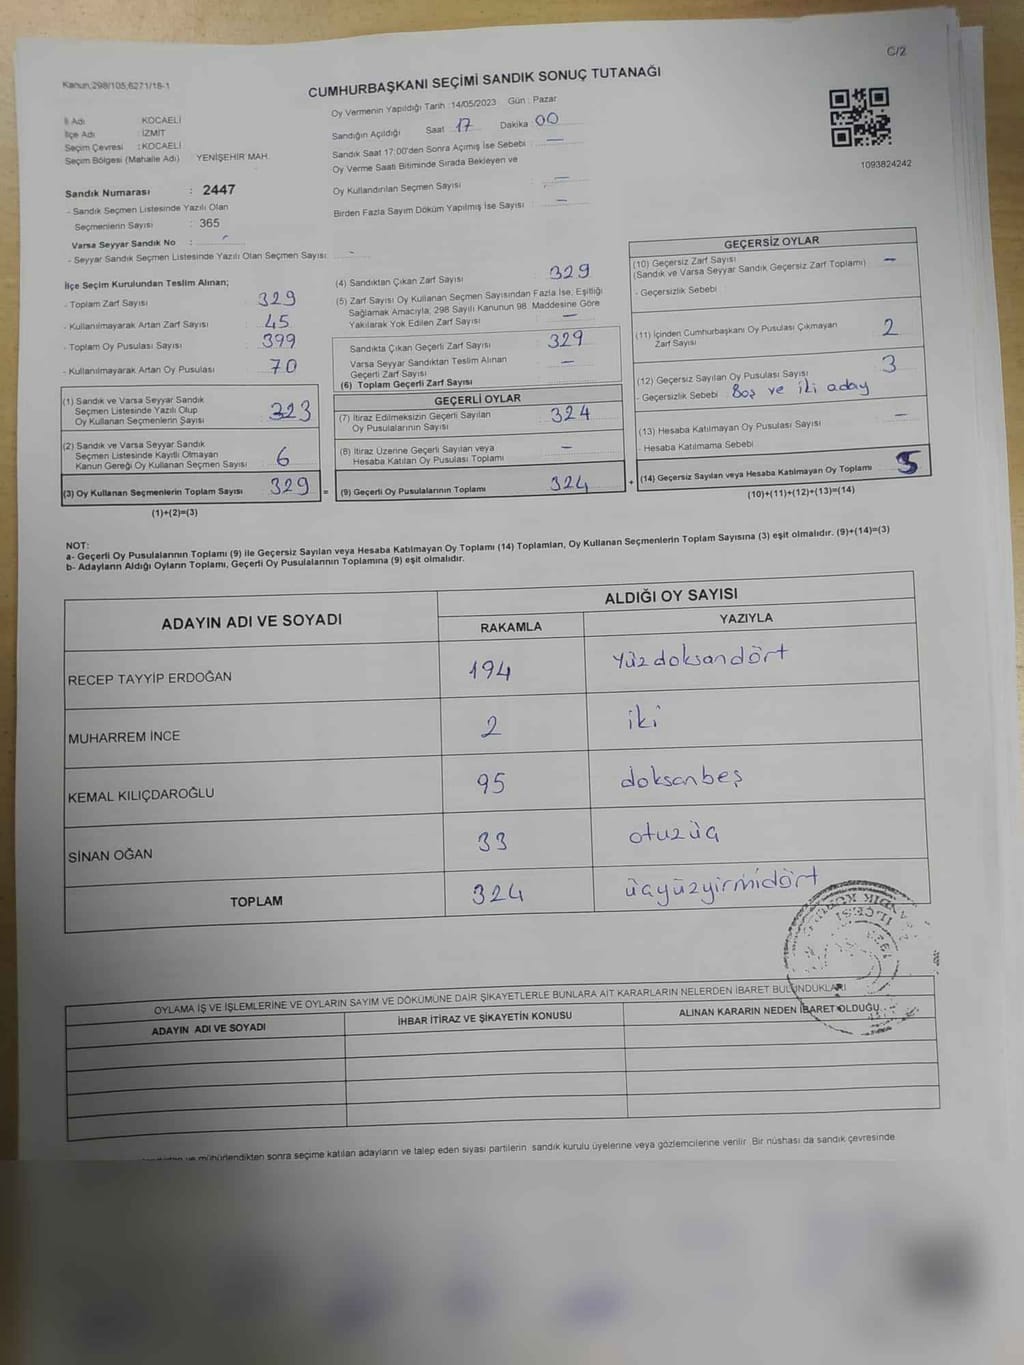 C/2
Kanun,298/105,6271/18-1
CUMHURBAŞKANI SEÇİMİ SANDIK SONUÇ TUTANAĞI
Oy Vermenin Yapıldığı Tarih : 14/05/2023 Gün : Pazar
İl Adı KOCAELİ
İlçe Adı : İZMİT
Seçim Çevresi : KOCAELİ
Seçim Bölgesi (Mahalle Adı) YENİŞEHİR MAH.
Sandığın Açıldığı Saat 17 Dakika 00
Sandık Saat 17:00'den Sonra Açımış İse Sebebi : —
Oy Verme Saati Bitiminde Sırada Bekleyen ve
Oy Kullandırılan Seçmen Sayısı : —
Birden Fazla Sayım Döküm Yapılmış İse Sayısı : —
1093824242
Sandık Numarası : 2447
- Sandık Seçmen Listesinde Yazılı Olan
Seçmenlerin Sayısı : 365
Varsa Seyyar Sandık No :
- Seyyar Sandık Seçmen Listesinde Yazılı Olan Seçmen Sayısı: -
İlçe Seçim Kurulundan Teslim Alınan;
- Toplam Zarf Sayısı 329
- Kullanılmayarak Artan Zarf Sayısı : 45
- Toplam Oy Pusulası Sayısı : 399
- Kullanılmayarak Artan Oy Pusulası 70
(1) Sandık ve Varsa Seyyar Sandık
Seçmen Listesinde Yazılı Olup
Oy Kullanan Seçmenlerin Sayısı : 323
(2) Sandık ve Varsa Seyyar Sandık
Seçmen Listesinde Kayıtlı Olmayan
Kanun Gereği Oy Kullanan Seçmen Sayısı 6
(3) Oy Kullanan Seçmenlerin Toplam Sayısı 329 =
(1)+(2)=(3)
(4) Sandıktan Çıkan Zarf Sayısı 329
(5) Zarf Sayısı Oy Kullanan Seçmen Sayısından Fazla İse; Eşitliği
Sağlamak Amacıyla; 298 Sayılı Kanunun 98. Maddesine Göre
Yakılarak Yok Edilen Zarf Sayısı : —
Sandıkta Çıkan Geçerli Zarf Sayısı 329
Varsa Seyyar Sandıktan Teslim Alınan
Geçerli Zarf Sayısı —
(6) Toplam Geçerli Zarf Sayısı
GEÇERLİ OYLAR
(7) İtiraz Edilmeksizin Geçerli Sayılan
Oy Pusulalarının Sayısı : 324
(8) İtiraz Üzerine Geçerli Sayılan veya
Hesaba Katılan Oy Pusulası Toplamı —
(9) Geçerli Oy Pusulalarının Toplamı 324 +
GEÇERSİZ OYLAR
(10) Geçersiz Zarf Sayısı
(Sandık ve Varsa Seyyar Sandık Geçersiz Zarf Toplamı) —
- Geçersizlik Sebebi :
(11) İçinden Cumhurbaşkanı Oy Pusulası Çıkmayan
Zarf Sayısı 2
(12) Geçersiz Sayılan Oy Pusulası Sayısı : 3
- Geçersizlik Sebebi Boş ve iki aday
(13) Hesaba Katılmayan Oy Pusulası Sayısı : —
- Hesaba Katılmama Sebebi :
(14) Geçersiz Sayılan veya Hesaba Katılmayan Oy Toplamı 5
(10)+(11)+(12)+(13)=(14)
NOT:
a- Geçerli Oy Pusulalarının Toplamı (9) ile Geçersiz Sayılan veya Hesaba Katılmayan Oy Toplamı (14) Toplamları, Oy Kullanan Seçmenlerin Toplam Sayısına (3) eşit olmalıdır. (9)+(14)=(3)
b- Adayların Aldığı Oyların Toplamı, Geçerli Oy Pusulalarının Toplamına (9) eşit olmalıdır.
ADAYIN ADI VE SOYADI ALDIĞI OY SAYISI
RAKAMLA YAZIYLA
RECEP TAYYİP ERDOĞAN 194 Yüzdoksandört
MUHARREM İNCE 2 iki
KEMAL KILIÇDAROĞLU 95 doksanbeş
SİNAN OĞAN 33 otuzüç
TOPLAM 324 üçyüzyirmidört
OYLAMA İŞ VE İŞLEMLERİNE VE OYLARIN SAYIM VE DÖKÜMÜNE DAİR ŞİKAYETLERLE BUNLARA AİT KARARLARIN NELERDEN İBARET BULUNDUKLARI
ADAYIN ADI VE SOYADI İHBAR İTİRAZ VE ŞİKAYETİN KONUSU ALINAN KARARIN NEDEN İBARET OLDUĞU
ve mühürlendikten sonra seçime katılan adayların ve talep eden siyasi partilerin sandık kurulu üyelerine veya gözlemcilerine verilir. Bir nüshası da sandık çevresinde